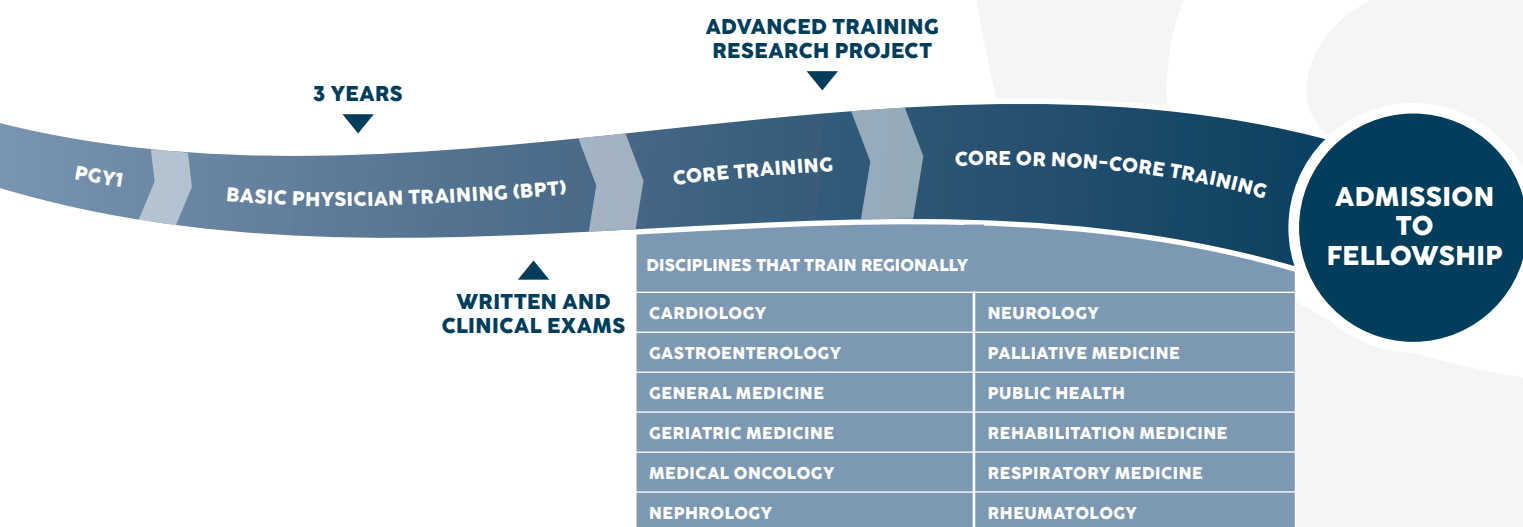 ADVANCED TRAINING
RESEARCH PROJECT
3 YEARS
PGY1
BASIC PHYSICIAN TRAINING (BPT)
CORE TRAINING
CORE OR NON-CORE TRAINING
ADMISSION
TO
FELLOWSHIP
WRITTEN AND
CLINICAL EXAMS
DISCIPLINES THAT TRAIN REGIONALLY
CARDIOLOGY
NEUROLOGY
GASTROENTEROLOGY
PALLIATIVE MEDICINE
GENERAL MEDICINE
PUBLIC HEALTH
GERIATRIC MEDICINE
REHABILITATION MEDICINE
MEDICAL ONCOLOGY
RESPIRATORY MEDICINE
NEPHROLOGY
RHEUMATOLOGY